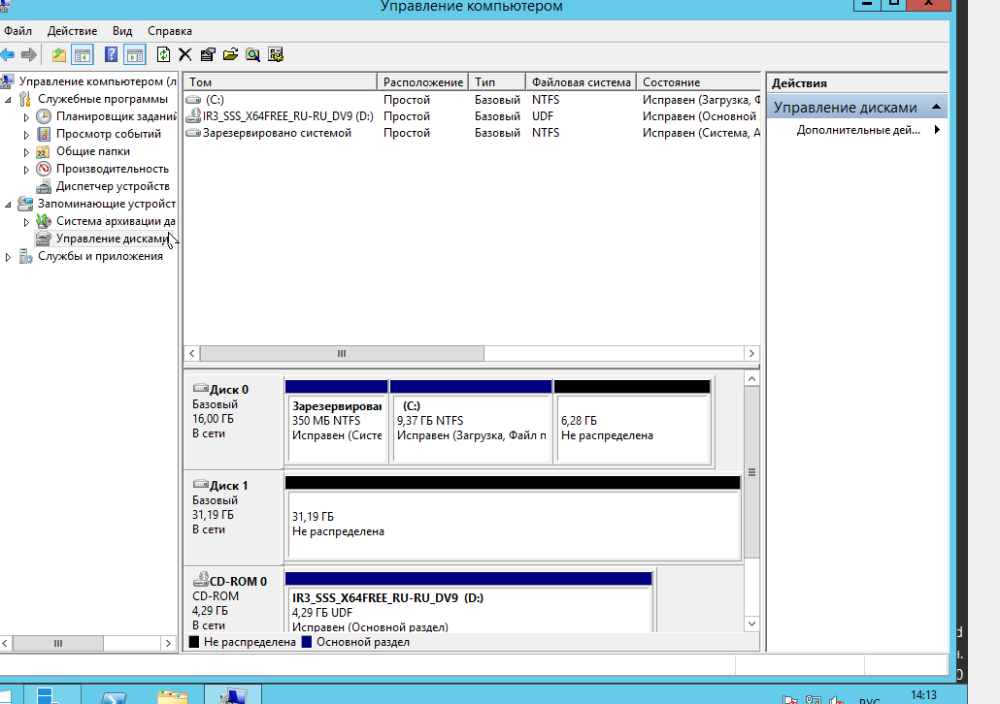 Управление компьютером
Файл Действие Вид Справка
Управление компьютером (л
Служебные программы
Планировщик заданий
Просмотр событий
Общие папки
Производительность
Диспетчер устройств
Запоминающие устройст
Система архивации да
Управление дисками
Службы и приложения
Том Расположение Тип Файловая система Состояние
(C:) Простой Базовый NTFS Исправен (Загрузка, Ф
IR3_SSS_X64FREE_RU-RU_DV9 (D:) Простой Базовый UDF Исправен (Основной
Зарезервировано системой Простой Базовый NTFS Исправен (Система, А
Диск 0
Базовый
16,00 ГБ
В сети
Зарезервирован
350 МБ NTFS
Исправен (Систе
(C:)
9,37 ГБ NTFS
Исправен (Загрузка, Файл п
6,28 ГБ
Не распределена
Диск 1
Базовый
31,19 ГБ
В сети
31,19 ГБ
Не распределена
CD-ROM 0
CD-ROM
4,29 ГБ
В сети
IR3_SSS_X64FREE_RU-RU_DV9 (D:)
4,29 ГБ UDF
Исправен (Основной раздел)
Не распределена Основной раздел
Действия
Управление дисками
Дополнительные дей...
РУС
14:13